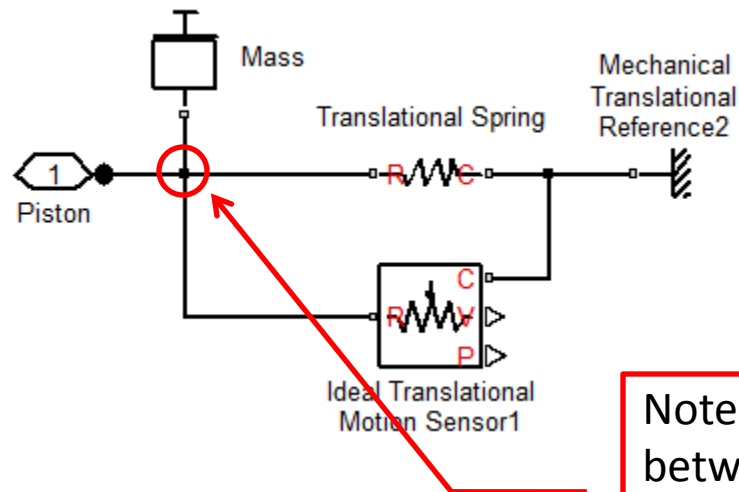 Mass
Mechanical
Translational
Reference2
Translational Spring
R
C
1
Piston
C
R
V
P
Ideal Translational
Motion Sensor1
Note
betw